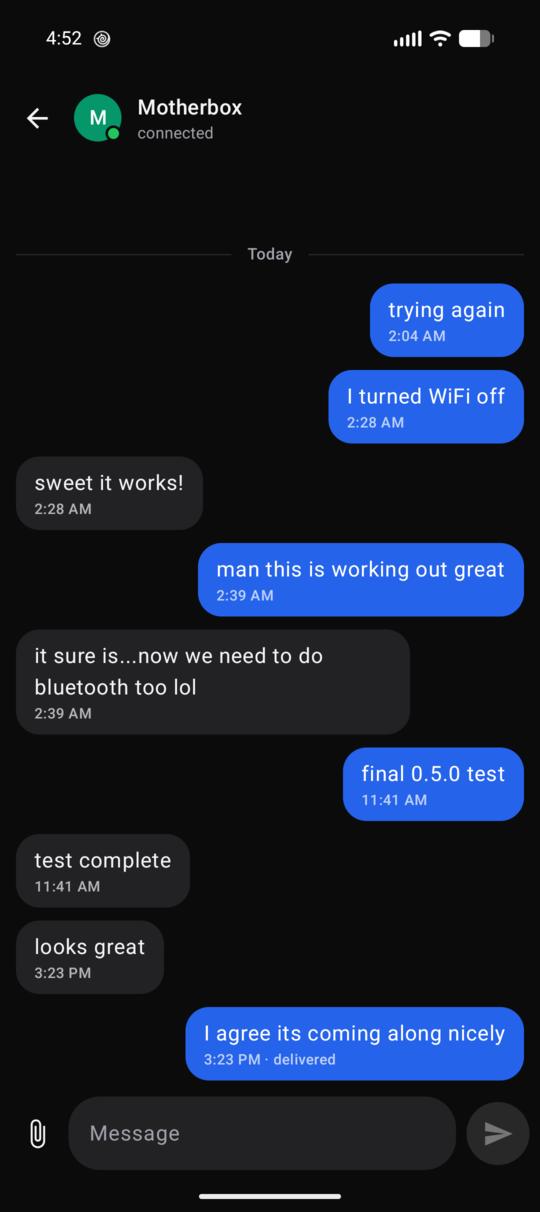 4:52
M
Motherbox
connected
Today
trying again
2:04 AM
I turned WiFi off
2:28 AM
sweet it works!
2:28 AM
man this is working out great
2:39 AM
it sure is...now we need to do
bluetooth too lol
2:39 AM
final 0.5.0 test
11:41 AM
test complete
11:41 AM
looks great
3:23 PM
I agree its coming along nicely
3:23 PM · delivered
Message